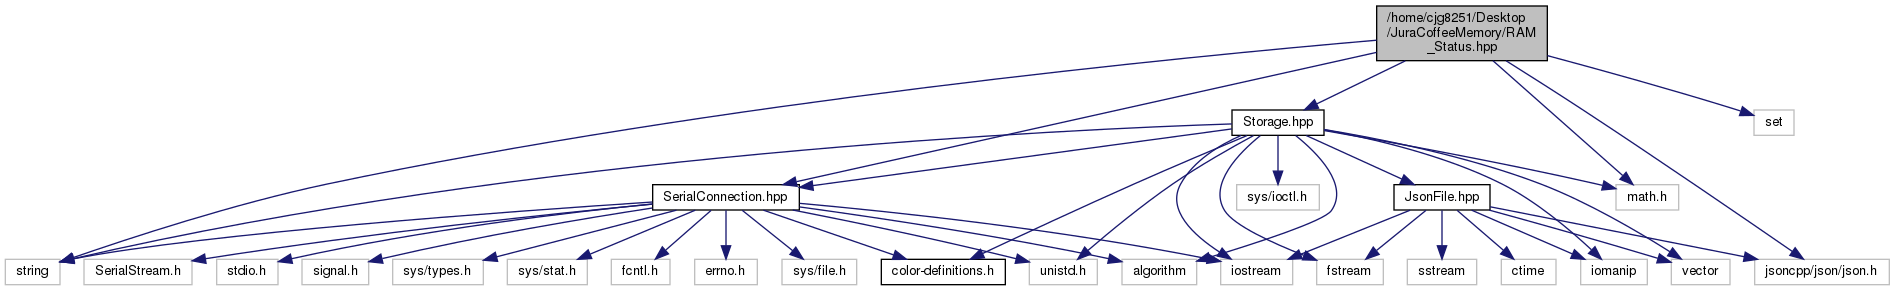 /home/cjg8251/Desktop
/JuraCoffeeMemory/RAM
_Status.hpp
Storage.hpp
set
SerialConnection.hpp
sys/ioctl.h
JsonFile.hpp
math.h
string
SerialStream.h
stdio.h
signal.h
sys/types.h
sys/stat.h
fcntl.h
errno.h
sys/file.h
color-definitions.h
unistd.h
algorithm
iostream
fstream
sstream
ctime
iomanip
vector
jsoncpp/json/json.h